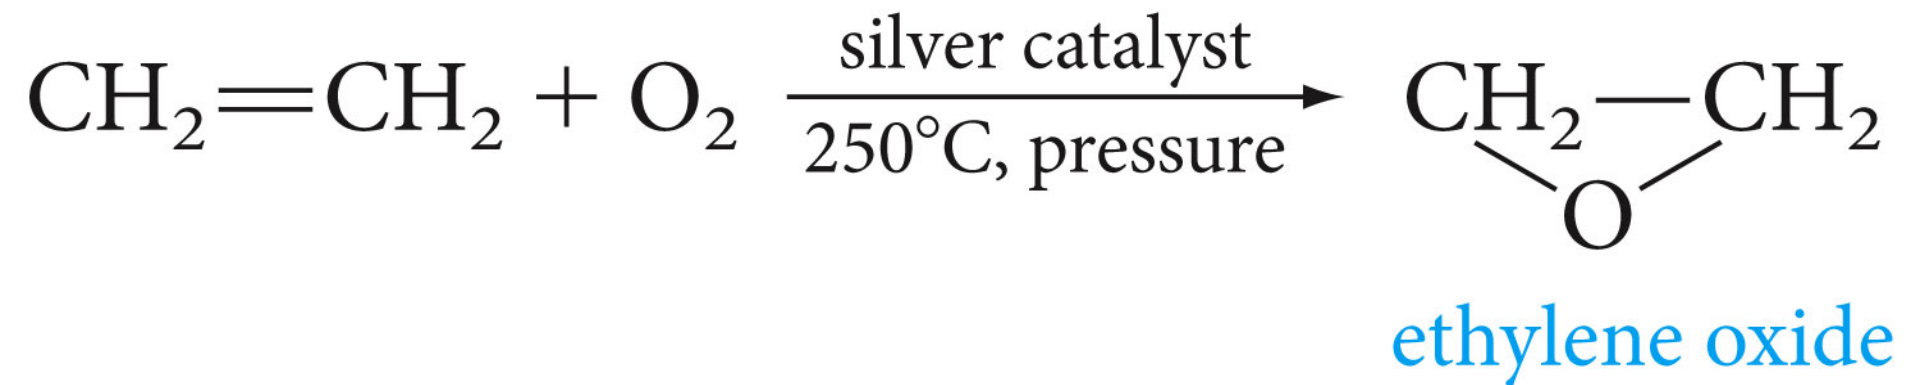 silver catalyst
CH₂=CH₂ + O₂ CH₂—CH₂
250°C, pressure
O
ethylene oxide